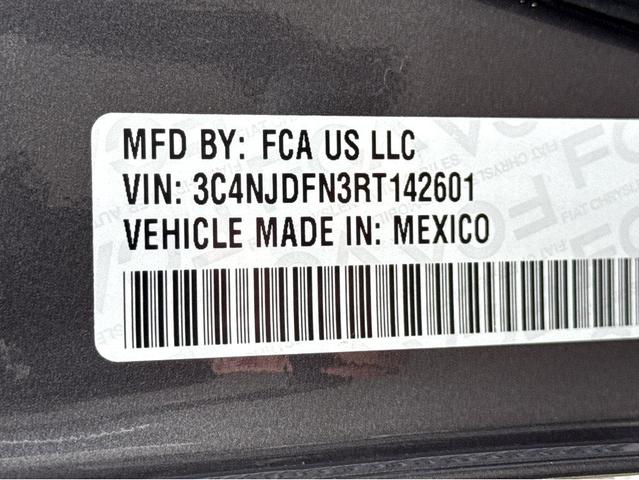 MFD BY: FCA US LLC
VIN: 3C4NJDFN3RT142601
VEHICLE MADE IN: MEXICO